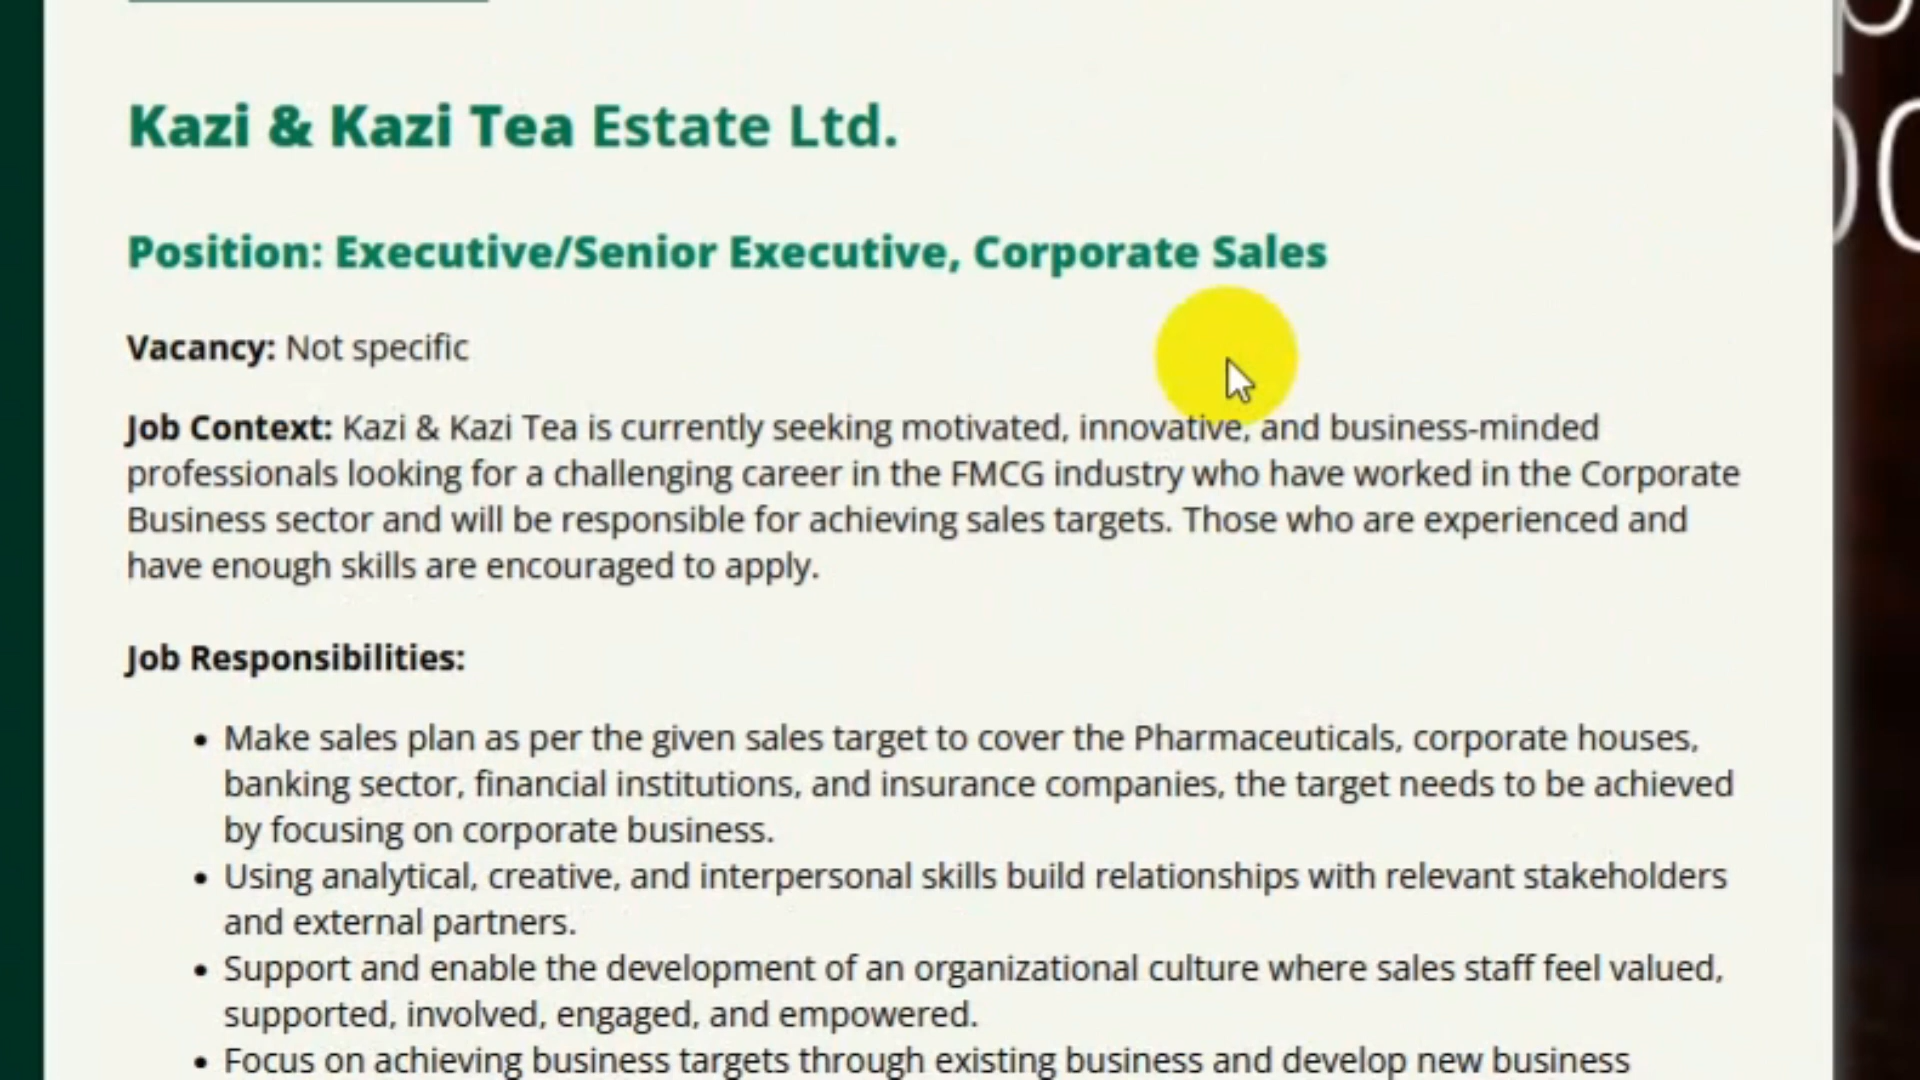 Kazi & Kazi Tea Estate Ltd.
Position: Executive/Senior Executive, Corporate Sales
Vacancy: Not specific
Job Context: Kazi & Kazi Tea is currently seeking motivated, innovative, and business-minded
professionals looking for a challenging career in the FMCG industry who have worked in the Corporate
Business sector and will be responsible for achieving sales targets. Those who are experienced and
have enough skills are encouraged to apply.
Job Responsibilities:
• Make sales plan as per the given sales target to cover the Pharmaceuticals, corporate houses,
banking sector, financial institutions, and insurance companies, the target needs to be achieved
by focusing on corporate business.
• Using analytical, creative, and interpersonal skills build relationships with relevant stakeholders
and external partners.
• Support and enable the development of an organizational culture where sales staff feel valued,
supported, involved, engaged, and empowered.
• Focus on achieving business targets through existing business and develop new business